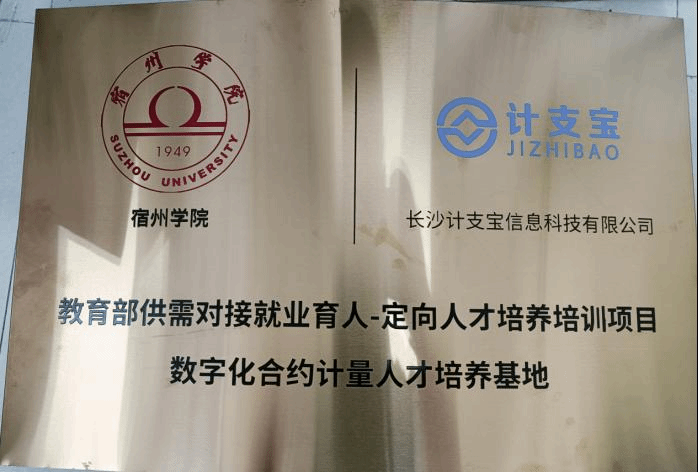 宿州学院
1949
SUZHOU UNIVERSITY
宿州学院
计支宝
JIZHIBAO
长沙计支宝信息科技有限公司
教育部供需对接就业育人-定向人才培养培训项目
数字化合约计量人才培养基地